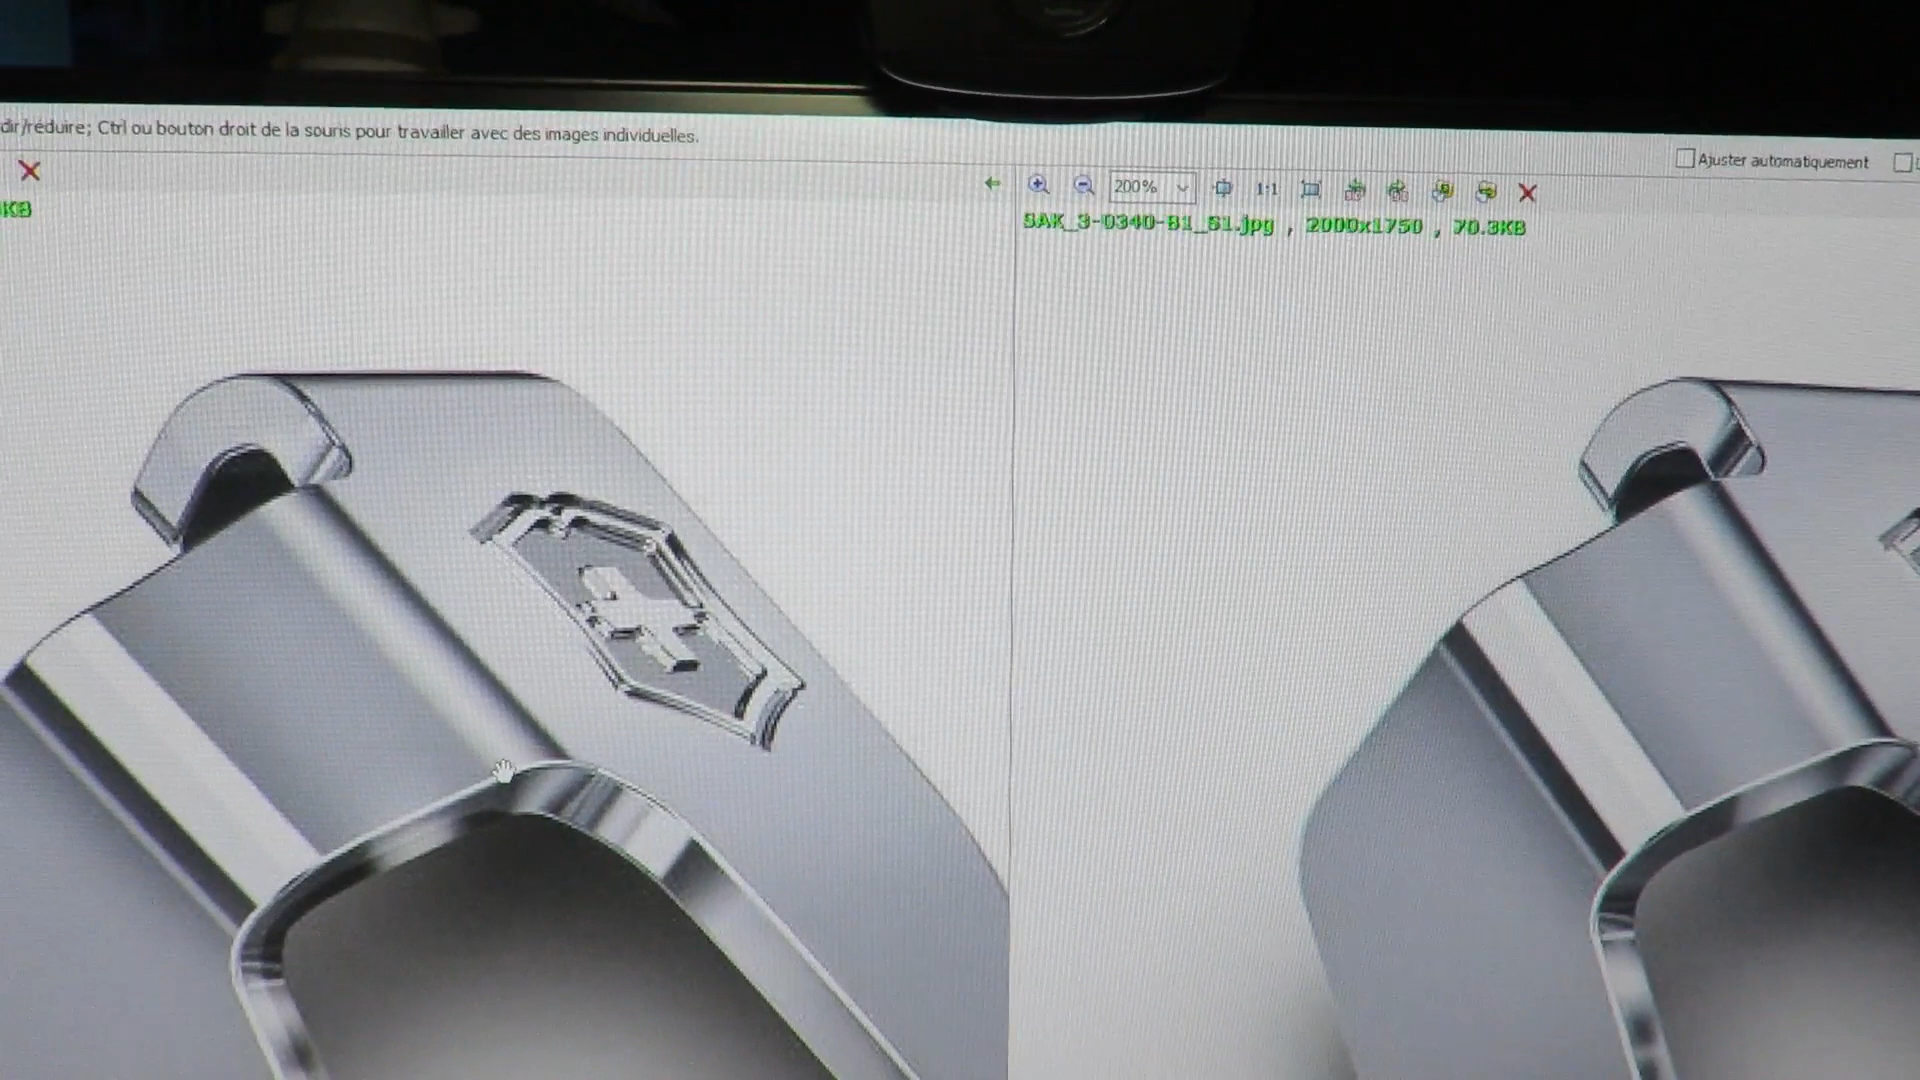 dir/réduire; Ctrl ou bouton droit de la souris pour travailler avec des images individuelles.
Ajuster automatiquement
200%
1:1
KB
SAK_3-0340-B1_S1.jpg , 2000x1750 , 70.3KB